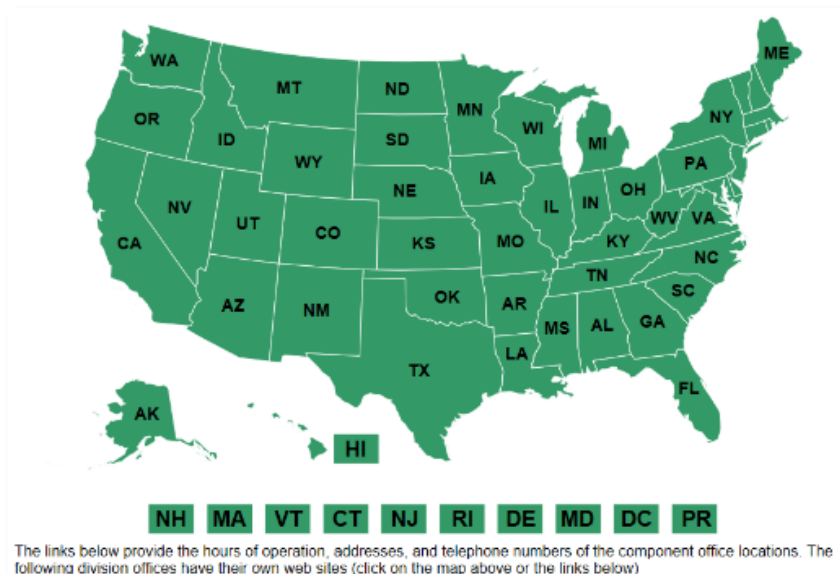 ME
WA
MT
ND
MN
OR
ID
SD
WI
MI
NY
WY
IA
PA
NE
NV
UT
CO
IL
IN
OH
WV
VA
CA
KS
MO
KY
NC
TN
AZ
NM
OK
AR
SC
MS
AL
GA
LA
TX
FL
AK
HI
NH MA VT CT NJ RI DE MD DC PR
The links below provide the hours of operation, addresses, and telephone numbers of the component office locations. The
following division offices have their own web sites (click on the map above or the links below)